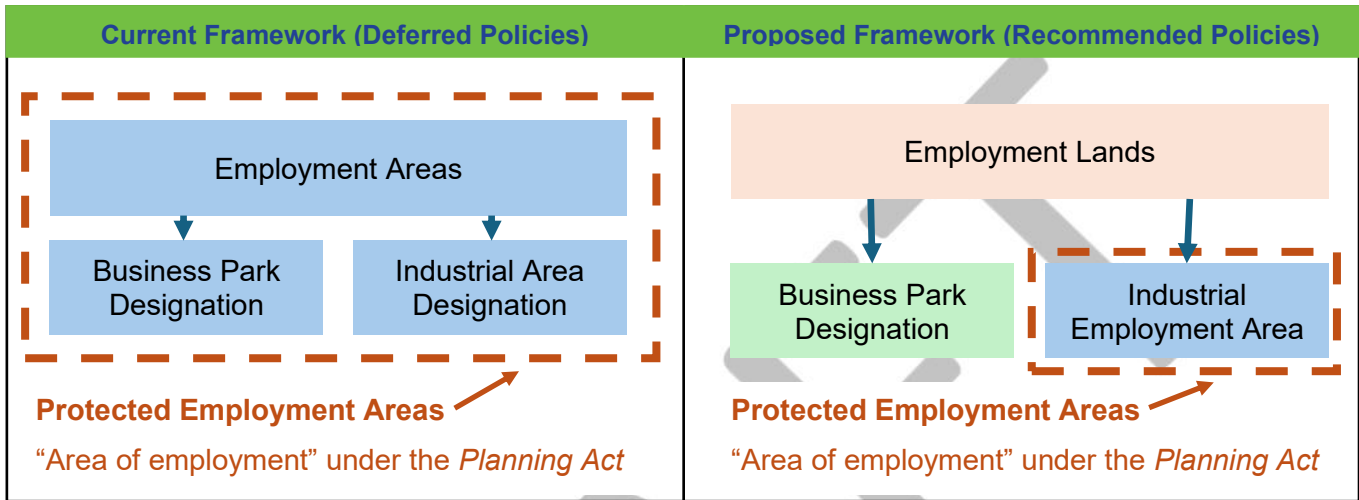 Current Framework (Deferred Policies)
Employment Areas
Business Park
Designation
Industrial Area
Designation
Protected Employment Areas
“Area of employment” under the Planning Act
Proposed Framework (Recommended Policies)
Employment Lands
Business Park
Designation
Industrial
Employment Area
Protected Employment Areas
“Area of employment” under the Planning Act